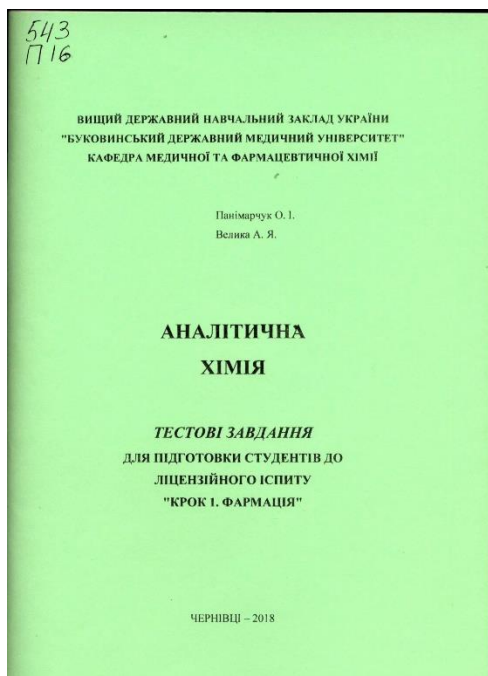 543
П 16
ВИЩИЙ ДЕРЖАВНИЙ НАВЧАЛЬНИЙ ЗАКЛАД УКРАЇНИ
"БУКОВИНСЬКИЙ ДЕРЖАВНИЙ МЕДИЧНИЙ УНІВЕРСИТЕТ"
КАФЕДРА МЕДИЧНОЇ ТА ФАРМАЦЕВТИЧНОЇ ХІМІЇ
Панімарчук О. І.
Велика А. Я.
АНАЛІТИЧНА
ХІМІЯ
ТЕСТОВІ ЗАВДАННЯ
ДЛЯ ПІДГОТОВКИ СТУДЕНТІВ ДО
ЛІЦЕНЗІЙНОГО ІСПИТУ
"КРОК 1. ФАРМАЦІЯ"
ЧЕРНІВЦІ – 2018